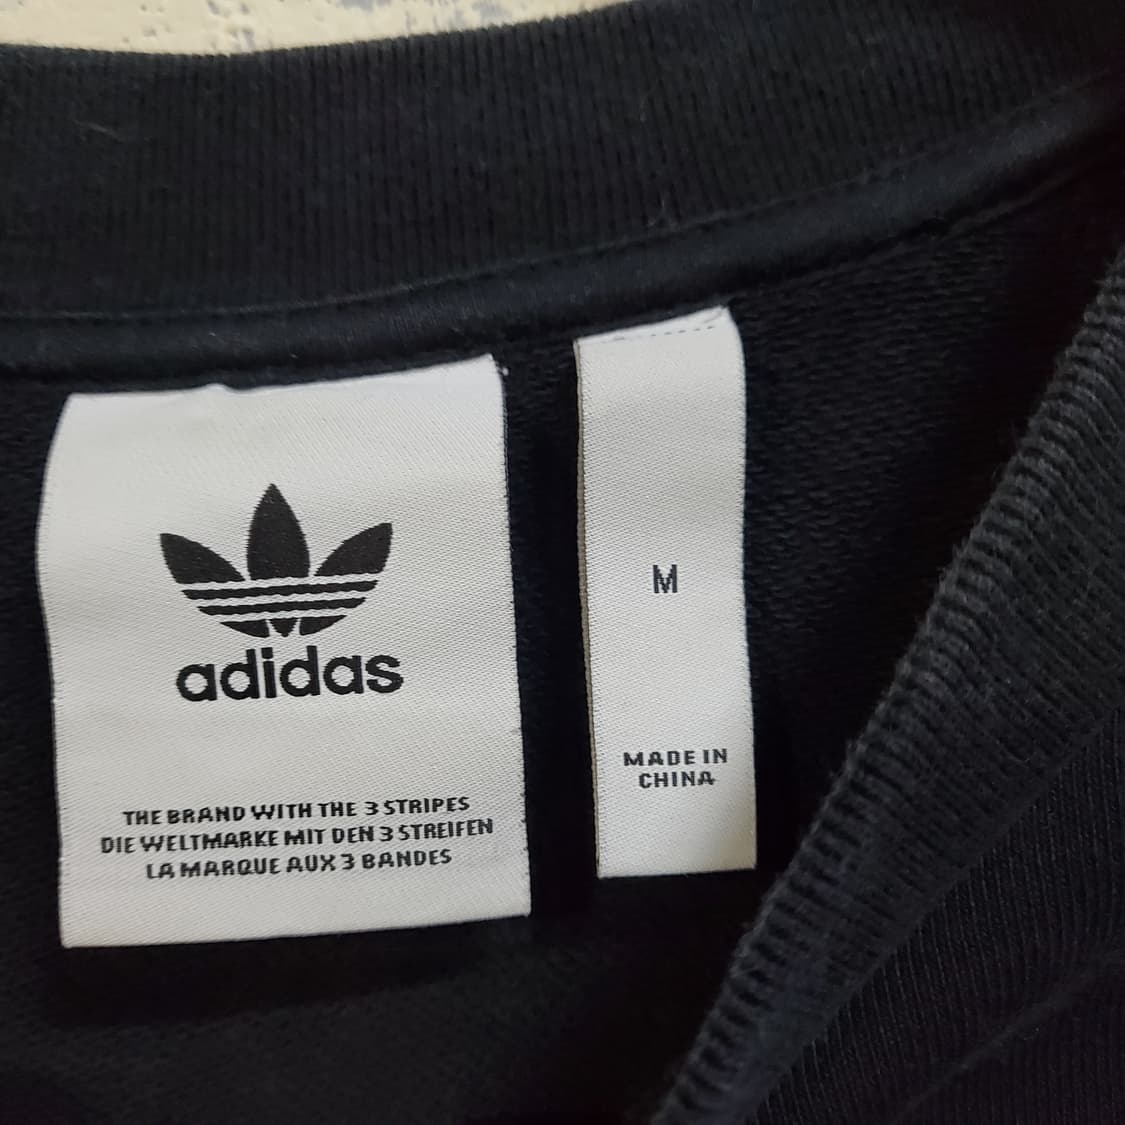 adidas
THE BRAND WITH THE 3 STRIPES
DIE WELTMARKE MIT DEN 3 STREIFEN
LA MARQUE AUX 3 BANDES
M
MADE IN
CHINA